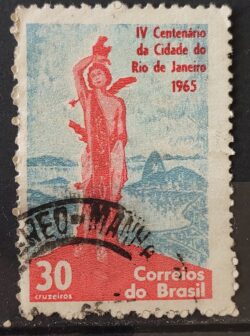 IV Centenário
da Cidade do
Rio de Janeiro
1965
30
cruzeiros
Correios
do Brasil